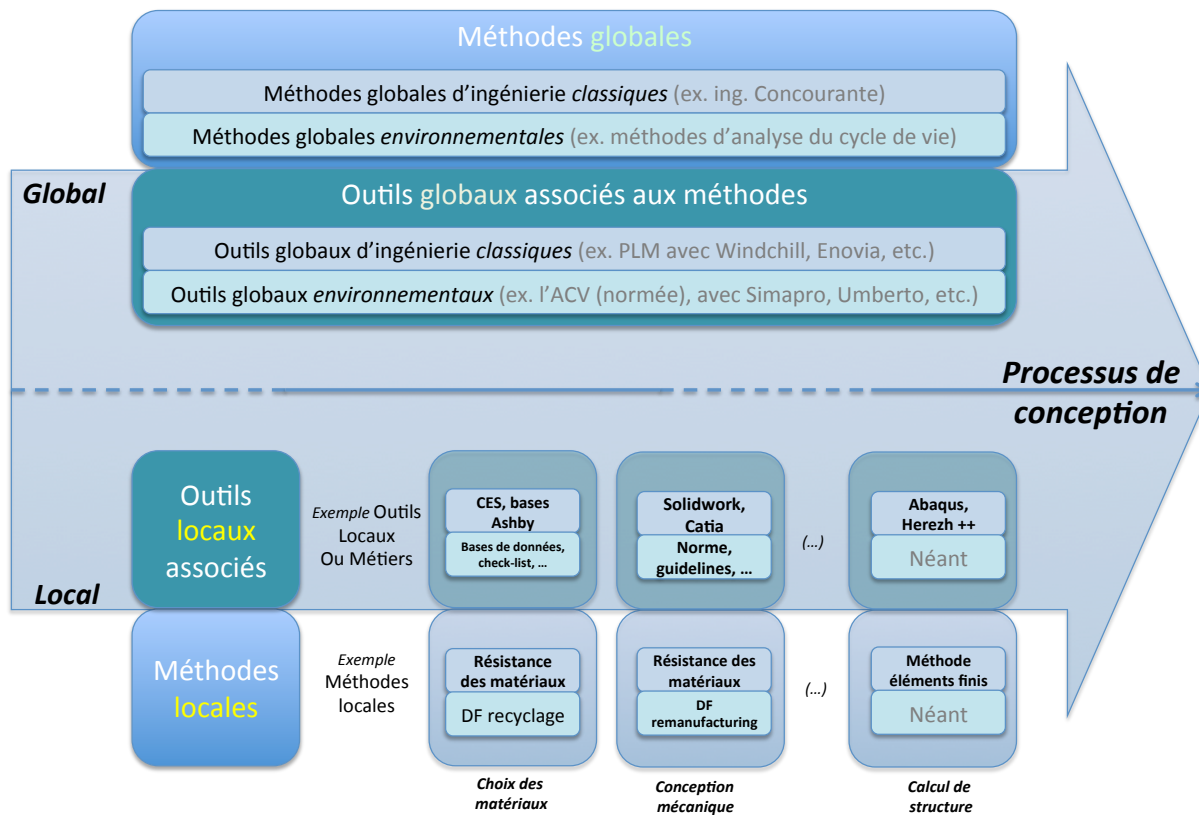 Méthodes globales
Méthodes globales d'ingénierie classiques (ex. ing. Concourante)
Méthodes globales environnementales (ex. méthodes d'analyse du cycle de vie)
Global
Outils globaux associés aux méthodes
Outils globaux d'ingénierie classiques (ex. PLM avec Windchill, Enovia, etc.)
Outils globaux environnementaux (ex. l'ACV (normée), avec Simapro, Umberto, etc.)
Processus de
conception
Outils
locaux
associés
Exemple Outils
Locaux
Ou Métiers
CES, bases
Ashby
Bases de données,
check-list, ...
Solidwork,
Catia
Norme,
guidelines, ...
(...)
Abaqus,
Herezh ++
Néant
Local
Méthodes
locales
Exemple
Méthodes
locales
Résistance
des matériaux
DF recyclage
Résistance des
matériaux
DF
remanufacturing
(...)
Méthode
éléments finis
Néant
Choix des
matériaux
Conception
mécanique
Calcul de
structure